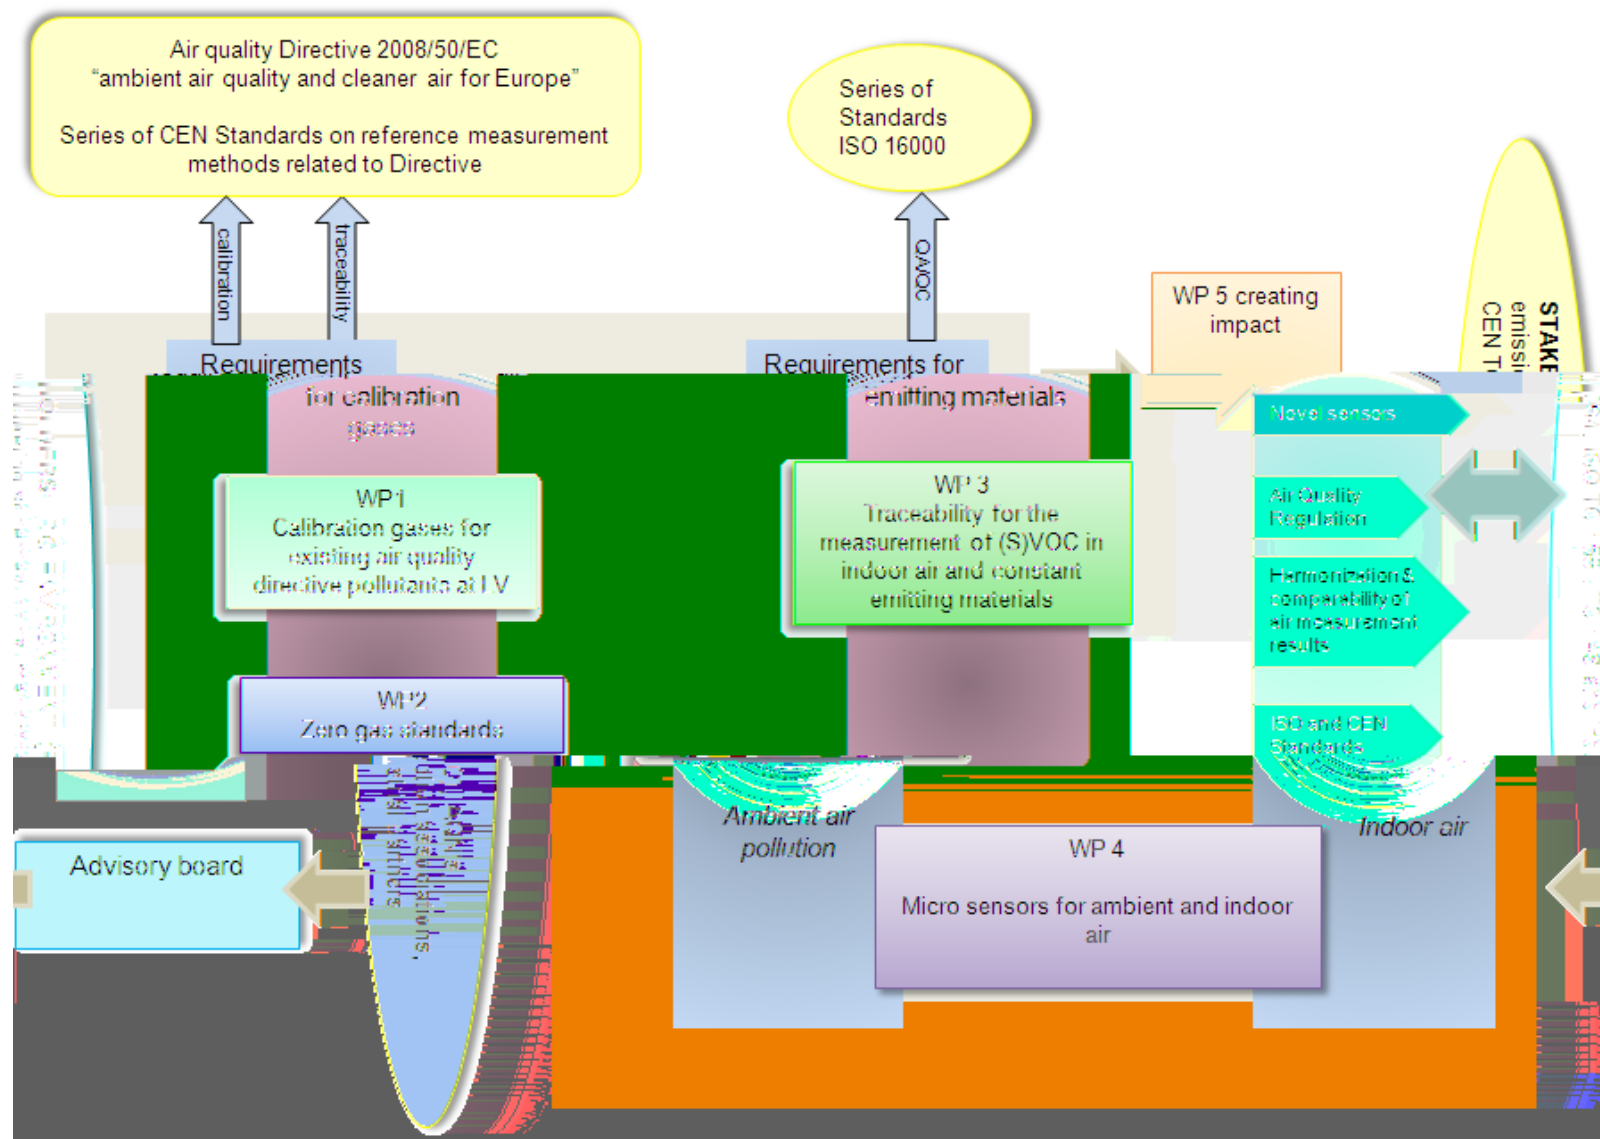 Air quality Directive 2008/50/EC
“ambient air quality and cleaner air for Europe”
Series of CEN Standards on reference measurement
methods related to Directive
Series of
Standards
ISO 16000
calibration
traceability
QA/QC
WP 5 creating
impact
STAKE
CEN T
Requirements
for calibration
gases
Requirements for
emitting materials
WP1
Calibration gases for
existing air quality
directive pollutants at LV
WP 3
Traceability for the
measurement of (S)VOC in
indoor air and constant
emitting materials
WP2
Zero gas standards
Novel sensors
Air Quality
Regulation
Harmonization &
comparability of
air measurement
results
ISO and CEN
Standards
Ambient air
pollution
Indoor air
WP 4
Micro sensors for ambient and indoor
air
Advisory board